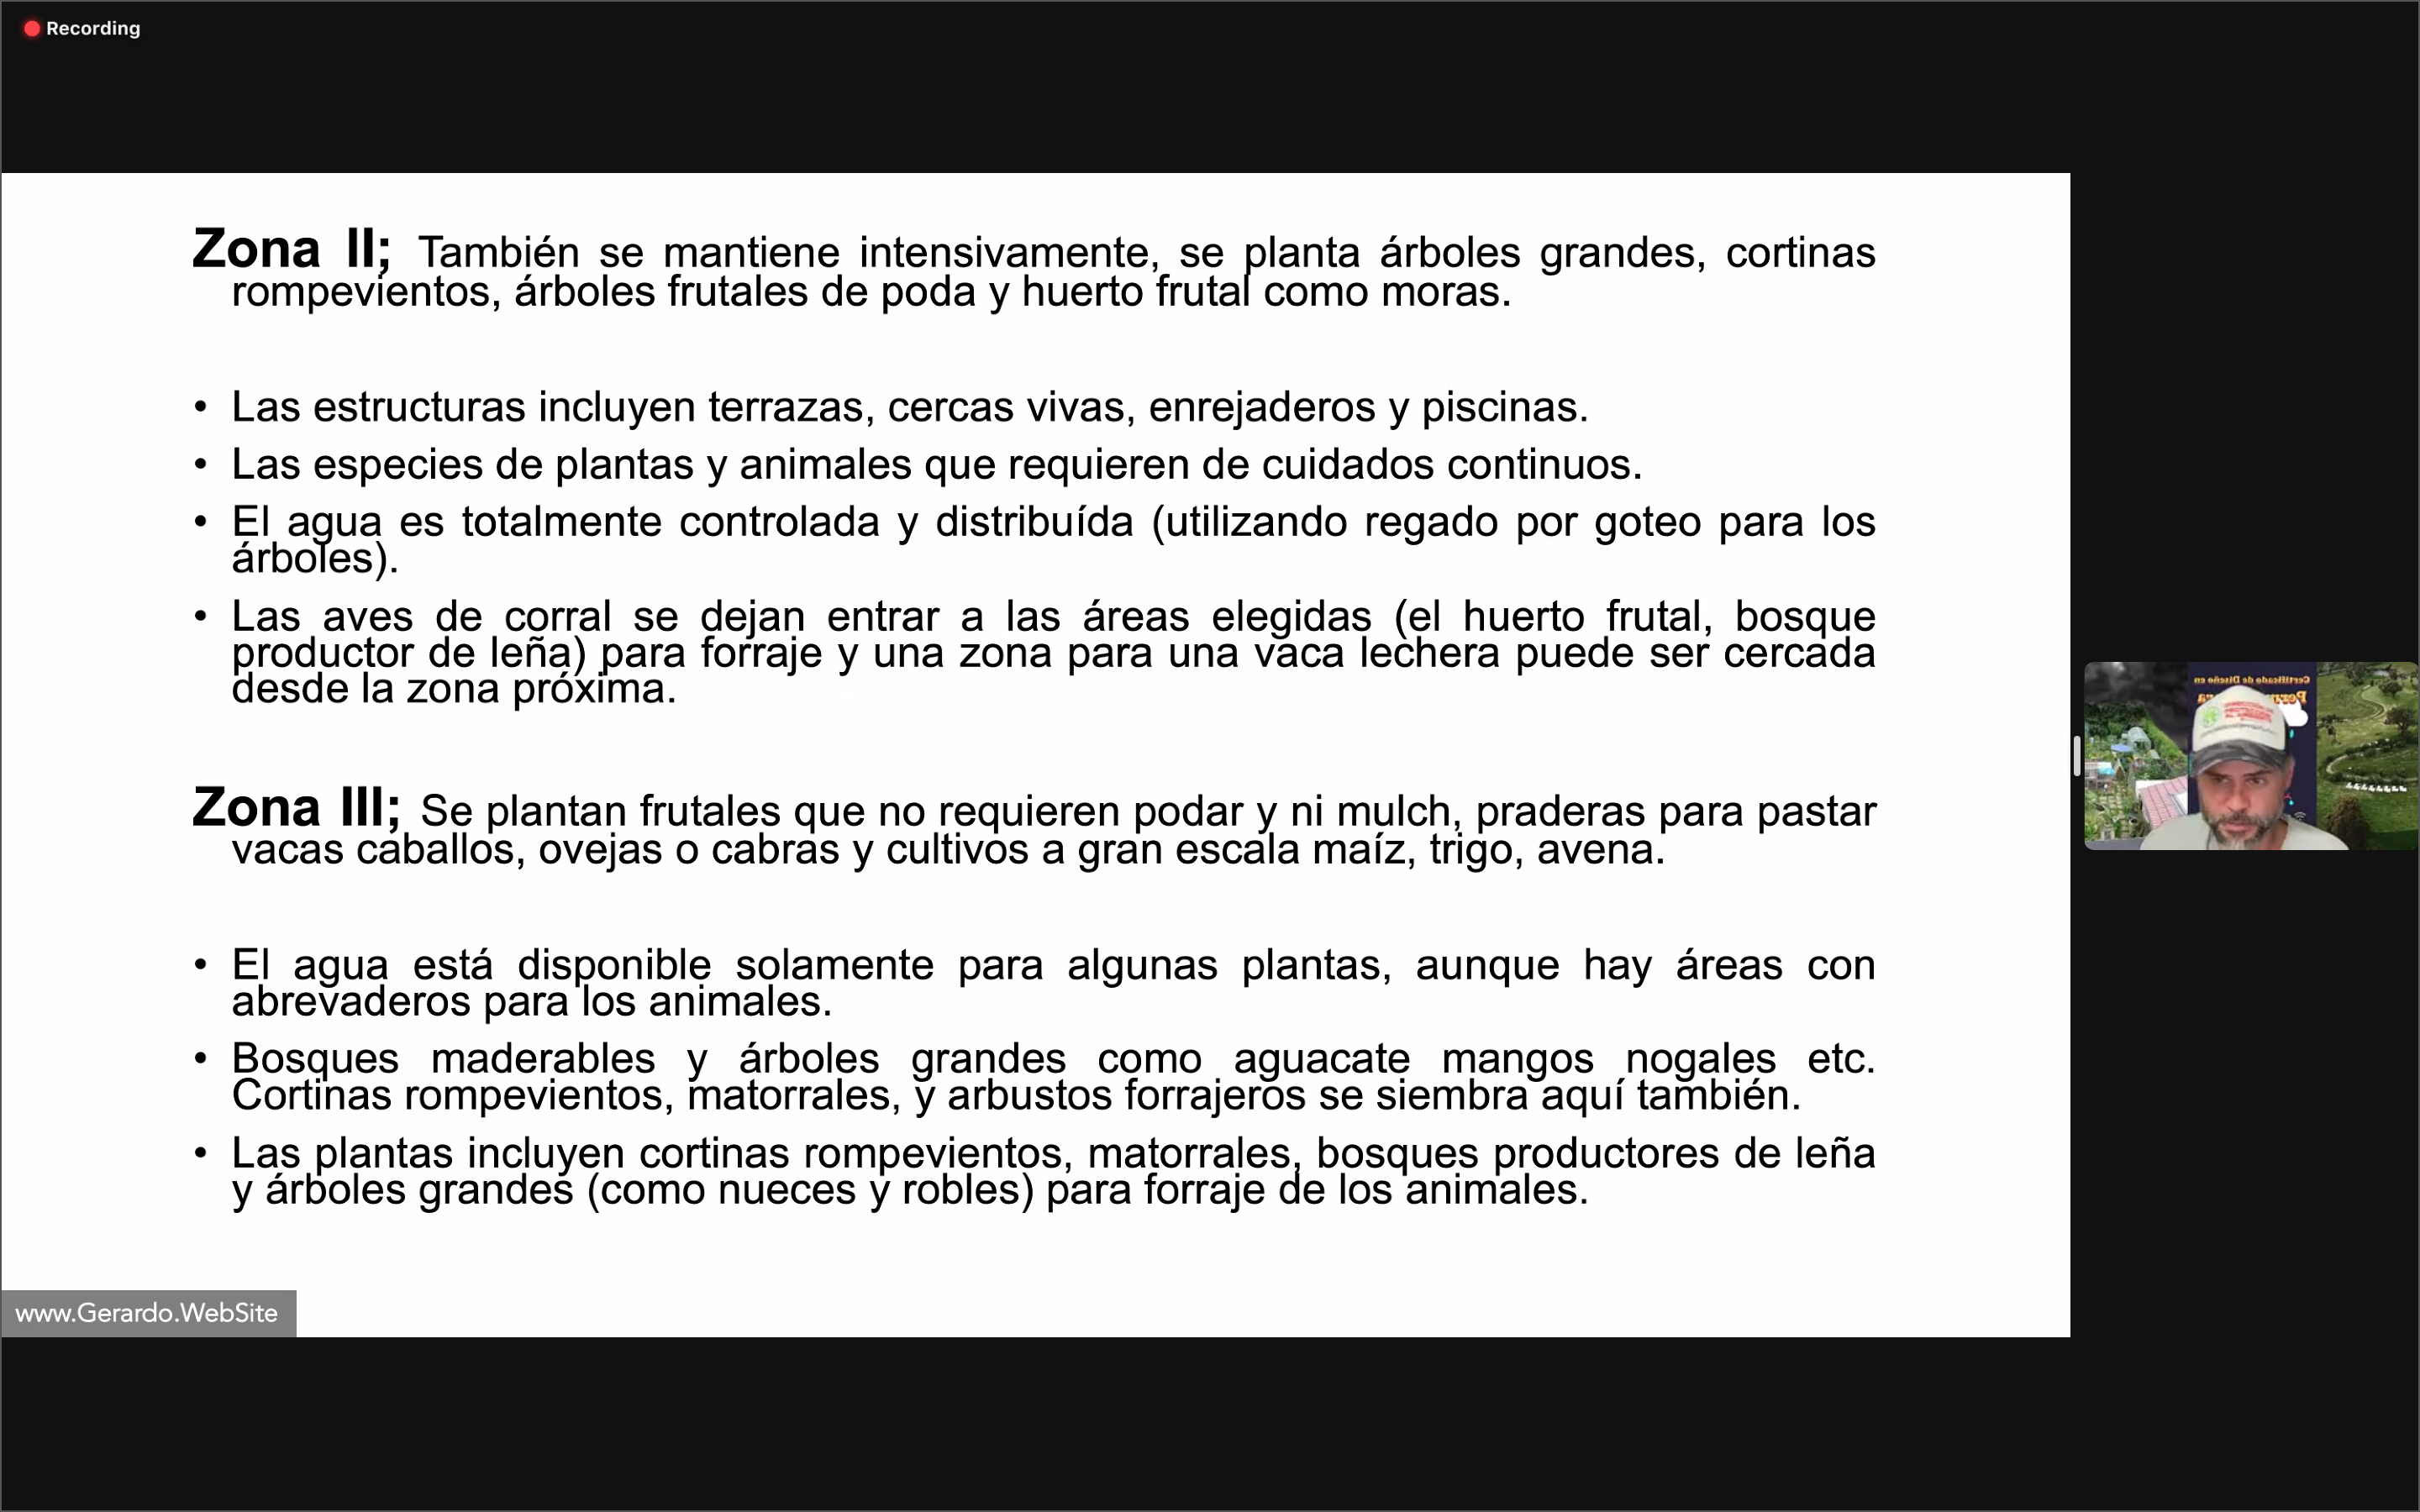 Recording
Zona II; También se mantiene intensivamente, se planta árboles grandes, cortinas
rompevientos, árboles frutales de poda y huerto frutal como moras.
• Las estructuras incluyen terrazas, cercas vivas, enrejaderos y piscinas.
• Las especies de plantas y animales que requieren de cuidados continuos.
• El agua es totalmente controlada y distribuída (utilizando regado por goteo para los
árboles).
• Las aves de corral se dejan entrar a las áreas elegidas (el huerto frutal, bosque
productor de leña) para forraje y una zona para una vaca lechera puede ser cercada
desde la zona próxima.
Zona III; Se plantan frutales que no requieren podar y ni mulch, praderas para pastar
vacas caballos, ovejas o cabras y cultivos a gran escala maíz, trigo, avena.
• El agua está disponible solamente para algunas plantas, aunque hay áreas con
abrevaderos para los animales.
• Bosques maderables y árboles grandes como aguacate mangos nogales etc.
Cortinas rompevientos, matorrales, y arbustos forrajeros se siembra aquí también.
• Las plantas incluyen cortinas rompevientos, matorrales, bosques productores de leña
y árboles grandes (como nueces y robles) para forraje de los animales.
www.Gerardo.WebSite
Certificado de Diseño en